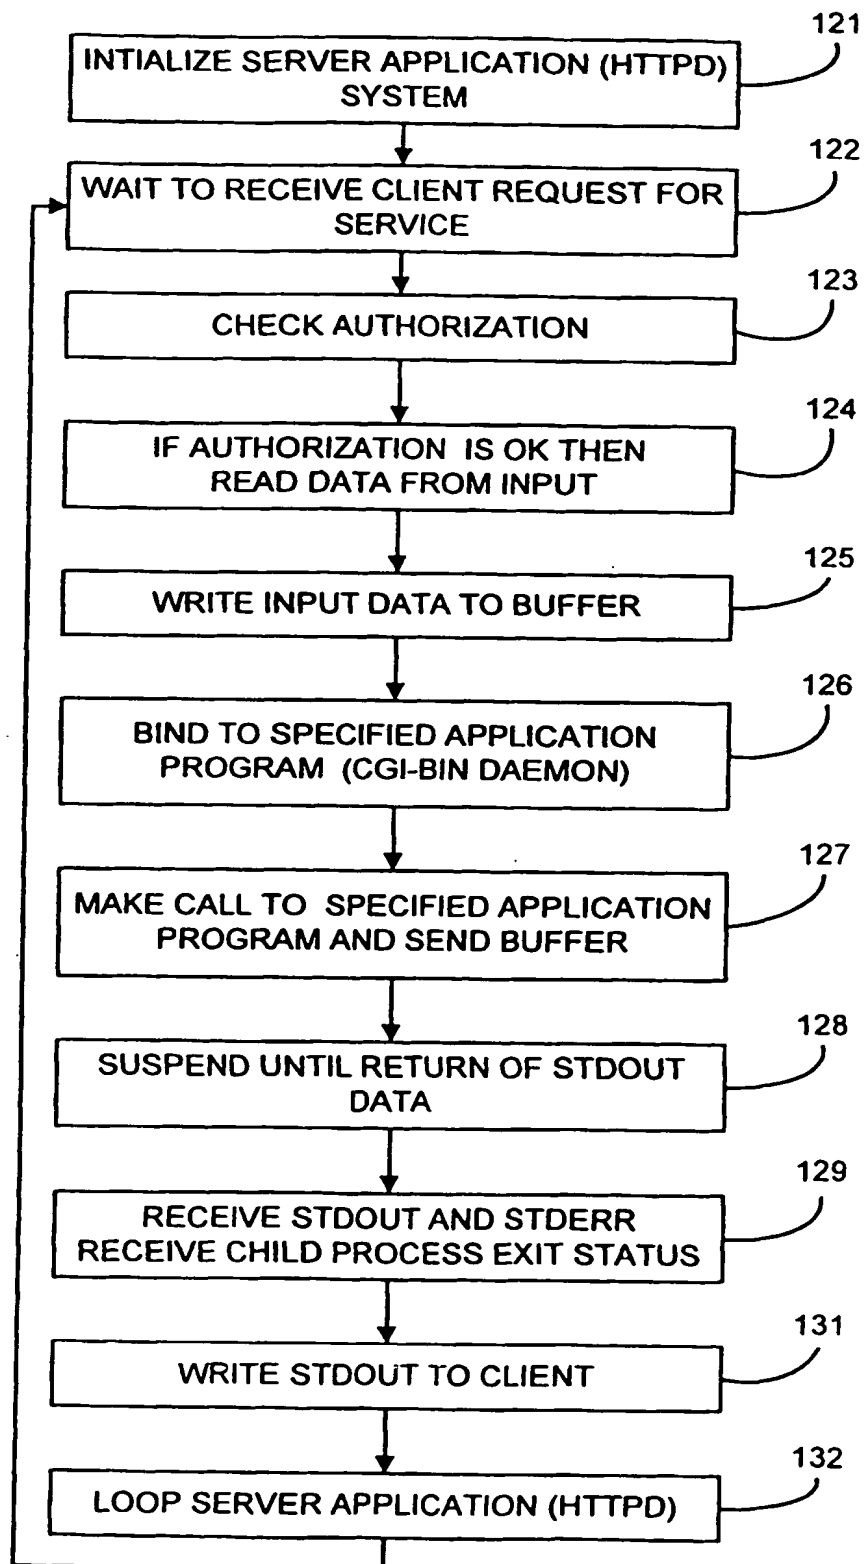 121
INTIALIZE SERVER APPLICATION (HTTPD)
SYSTEM
122
WAIT TO RECEIVE CLIENT REQUEST FOR
SERVICE
123
CHECK AUTHORIZATION
124
IF AUTHORIZATION IS OK THEN
READ DATA FROM INPUT
125
WRITE INPUT DATA TO BUFFER
126
BIND TO SPECIFIED APPLICATION
PROGRAM (CGI-BIN DAEMON)
127
MAKE CALL TO SPECIFIED APPLICATION
PROGRAM AND SEND BUFFER
128
SUSPEND UNTIL RETURN OF STDOUT
DATA
129
RECEIVE STDOUT AND STDERR
RECEIVE CHILD PROCESS EXIT STATUS
131
WRITE STDOUT TO CLIENT
132
LOOP SERVER APPLICATION (HTTPD)